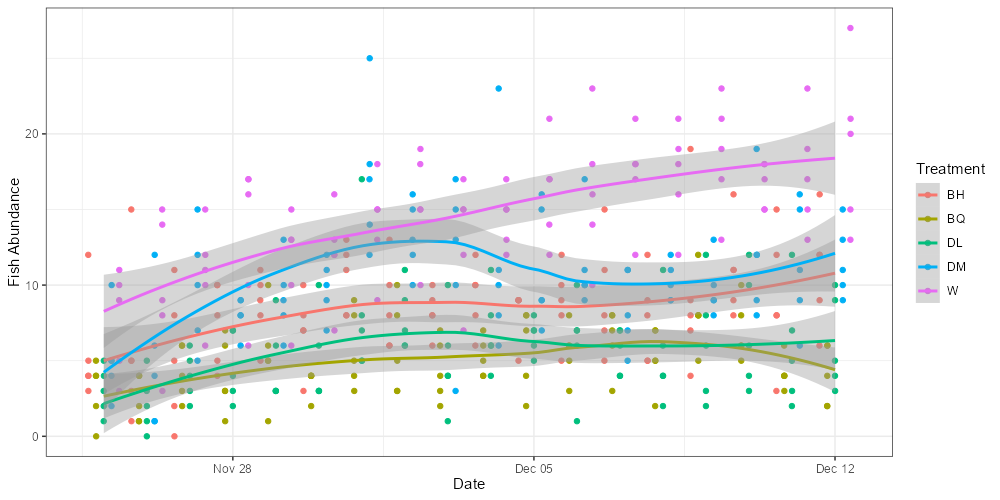 Fish Abundance
20
10
0
Nov 28
Dec 05
Dec 12
Date
Treatment
BH
BQ
DL
DM
W